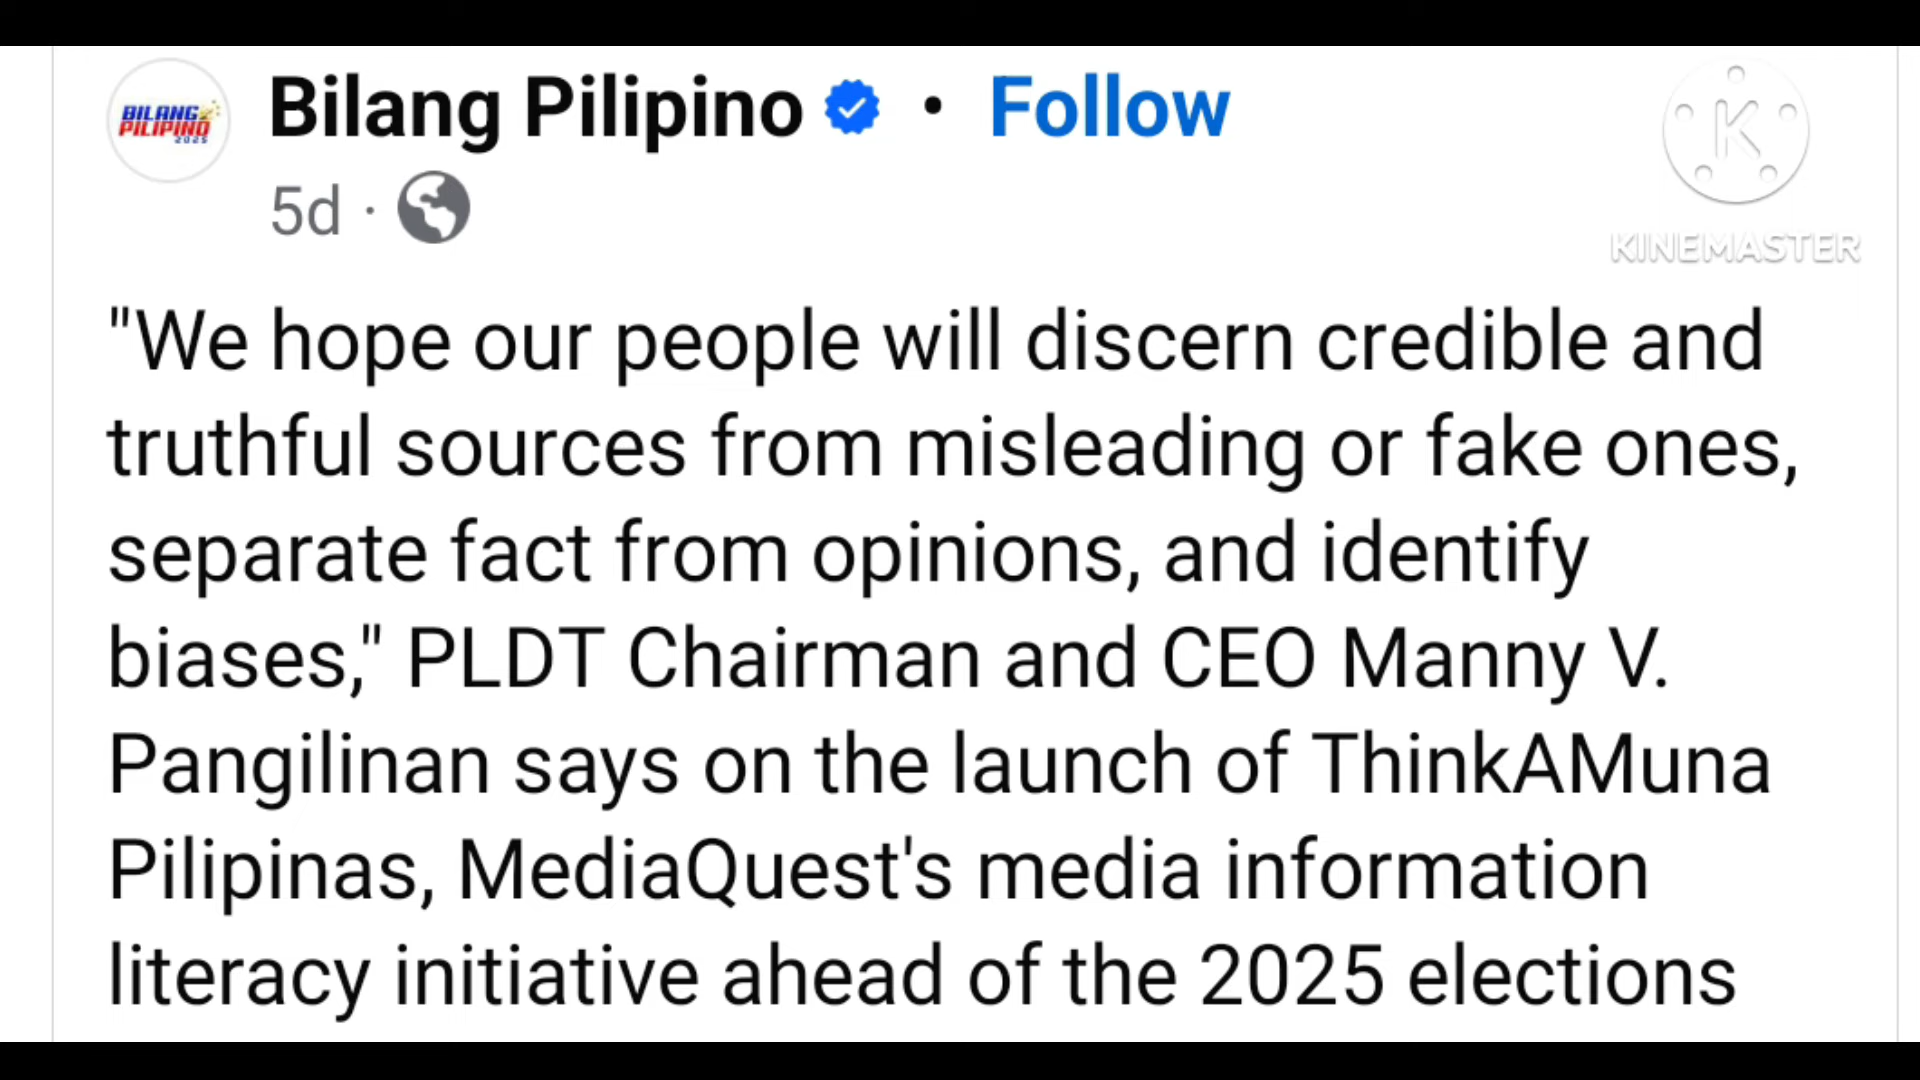 BILANG
PILIPINO
2025
Bilang Pilipino • Follow
5d ·
K
KINEMASTER
"We hope our people will discern credible and
truthful sources from misleading or fake ones,
separate fact from opinions, and identify
biases," PLDT Chairman and CEO Manny V.
Pangilinan says on the launch of ThinkAMuna
Pilipinas, MediaQuest's media information
literacy initiative ahead of the 2025 elections